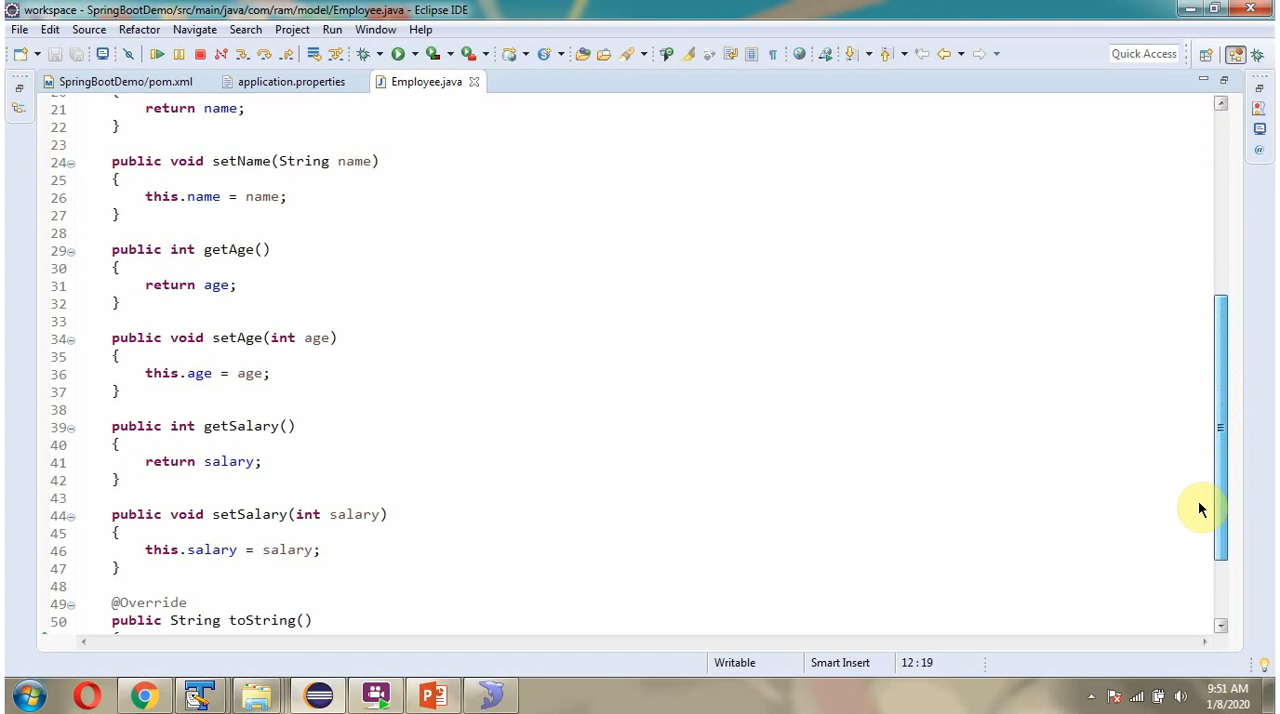 workspace - SpringBootDemo/src/main/java/com/ram/model/Employee.java - Eclipse IDE
File Edit Source Refactor Navigate Search Project Run Window Help
Quick Access
SpringBootDemo/pom.xml application.properties Employee.java
21 return name;
22 }
23
24 public void setName(String name)
25 {
26 this.name = name;
27 }
28
29 public int getAge()
30 {
31 return age;
32 }
33
34 public void setAge(int age)
35 {
36 this.age = age;
37 }
38
39 public int getSalary()
40 {
41 return salary;
42 }
43
44 public void setSalary(int salary)
45 {
46 this.salary = salary;
47 }
48
49 @Override
50 public String toString()
Writable Smart Insert 12 : 19
9:51 AM
1/8/2020